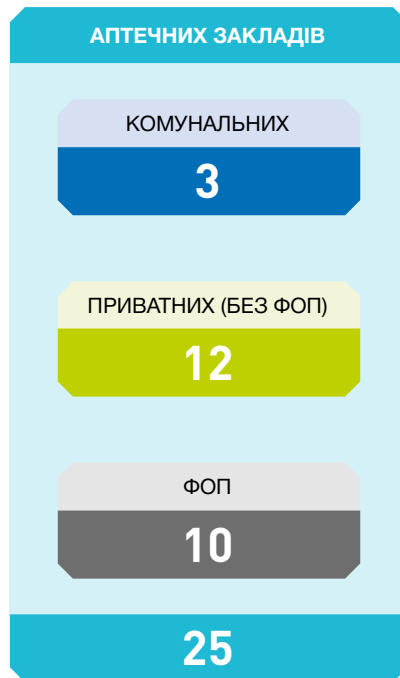 АПТЕЧНИХ ЗАКЛАДІВ
КОМУНАЛЬНИХ
3
ПРИВАТНИХ (БЕЗ ФОП)
12
ФОП
10
25